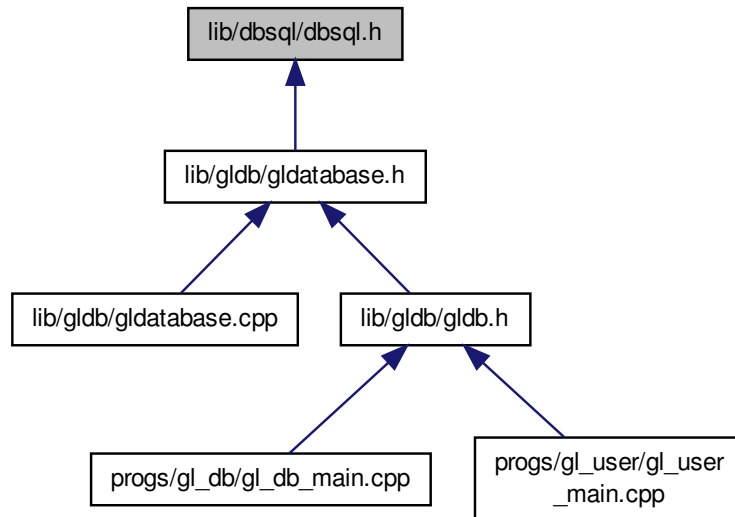 lib/dbsql/dbsql.h
lib/gldb/gldatabase.h
lib/gldb/gldatabase.cpp
lib/gldb/gldb.h
progs/gl_db/gl_db_main.cpp
progs/gl_user/gl_user
_main.cpp